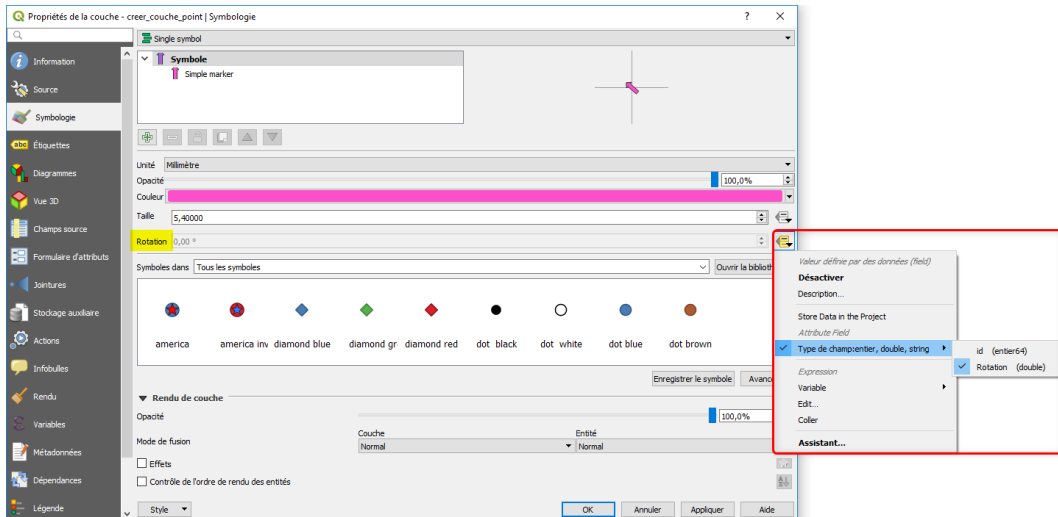 Propriétés de la couche - creer_couche_point | Symbologie
? ×
Information
Source
Symbologie
abc Étiquettes
Diagrammes
Vue 3D
Champs source
Formulaire d'attributs
Jointures
Stockage auxiliaire
Actions
Infobulles
Rendu
Variables
Métadonnées
Dépendances
Légende
Single symbol
Symbole
Simple marker
Unité Millimètre
Opacité 100,0%
Couleur
Taille 5,40000
Rotation 0,00 °
Symboles dans Tous les symboles Ouvrir la biblioth
america america inv diamond blue diamond gr diamond red dot black dot white dot blue dot brown
Enregistrer le symbole Avanc
Rendu de couche
Opacité 100,0%
Couche Entité
Mode de fusion Normal Normal
Effets
Contrôle de l'ordre de rendu des entités
Style OK Annuler Appliquer Aide
Valeur définie par des données (field)
Désactiver
Description...
Store Data in the Project
Attribute Field
Type de champ:entier, double, string
id (entier64)
Rotation (double)
Expression
Variable
Edit...
Coller
Assistant...